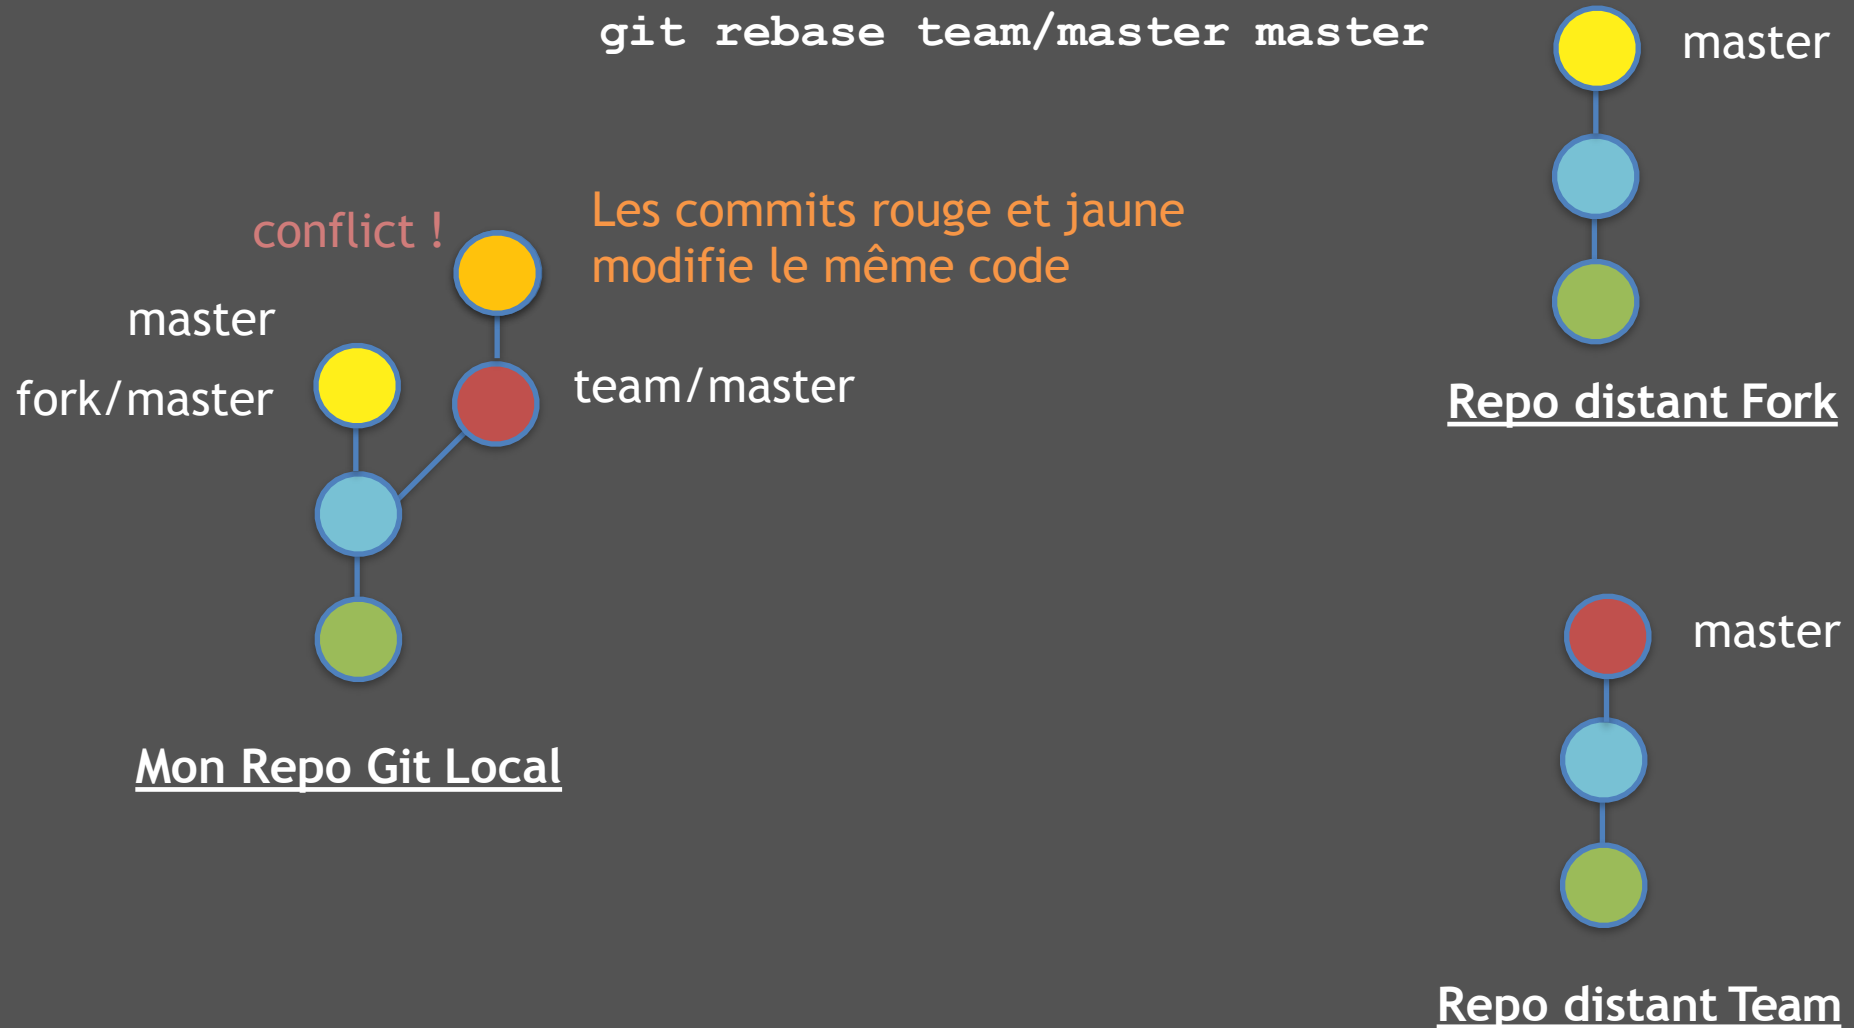 git rebase team/master master
master
conflict !
Les commits rouge et jaune
modifie le même code
master
fork/master
team/master
Repo distant Fork
Mon Repo Git Local
master
Repo distant Team